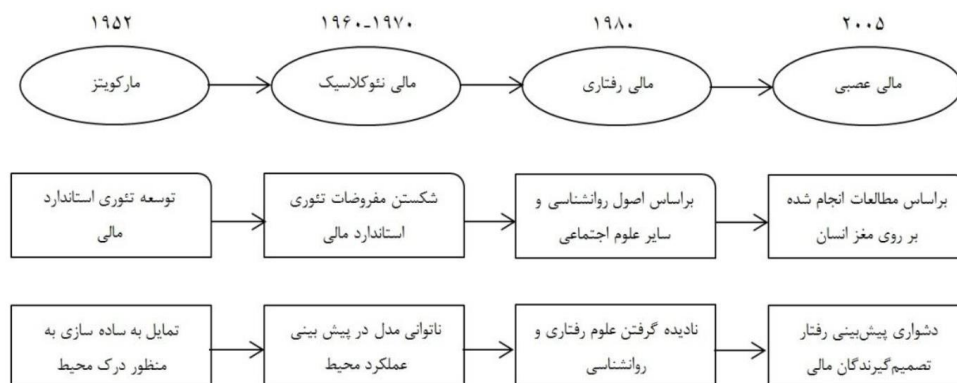 ۱۹۵۲
۱۹۶۰-۱۹۷۰
۱۹۸۰
۲۰۰۵
مارکویتز
مالی نئوکلاسیک
مالی رفتاری
مالی عصبی
توسعه تئوری استاندارد
مالی
شکستن مفروضات تئوری
استاندارد مالی
براساس اصول روانشناسی و
سایر علوم اجتماعی
براساس مطالعات انجام شده
بر روی مغز انسان
تمایل به ساده سازی به
منظور درک محیط
ناتوانی مدل در پیش بینی
عملکرد محیط
نادیده گرفتن علوم رفتاری و
روانشناسی
دشواری پیش‌بینی رفتار
تصمیم‌گیرندگان مالی